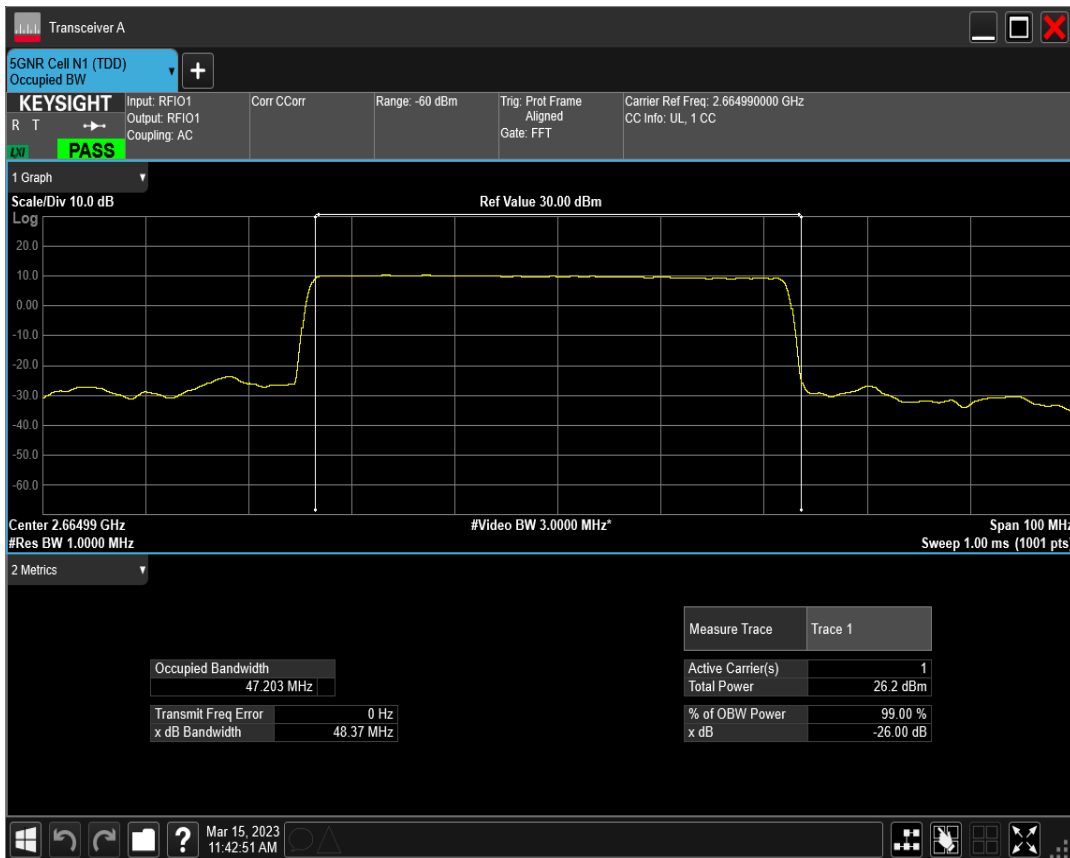 Transceiver A
5GNR Cell N1 (TDD)
Occupied BW
+
KEYSIGHT
R T
LXI
PASS
Input: RFIO1
Output: RFIO1
Coupling: AC
Corr CCorr
Range: -60 dBm
Trig: Prot Frame
Aligned
Gate: FFT
Carrier Ref Freq: 2.664990000 GHz
CC Info: UL, 1 CC
1 Graph
Scale/Div 10.0 dB
Ref Value 30.00 dBm
Log
20.0
10.0
0.00
-10.0
-20.0
-30.0
-40.0
-50.0
-60.0
Center 2.66499 GHz
#Video BW 3.0000 MHz*
Span 100 MHz
#Res BW 1.0000 MHz
Sweep 1.00 ms (1001 pts)
2 Metrics
Measure Trace Trace 1
Occupied Bandwidth
47.203 MHz
Active Carrier(s) 1
Total Power 26.2 dBm
Transmit Freq Error 0 Hz
x dB Bandwidth 48.37 MHz
% of OBW Power 99.00 %
x dB -26.00 dB
?
Mar 15, 2023
11:42:51 AM